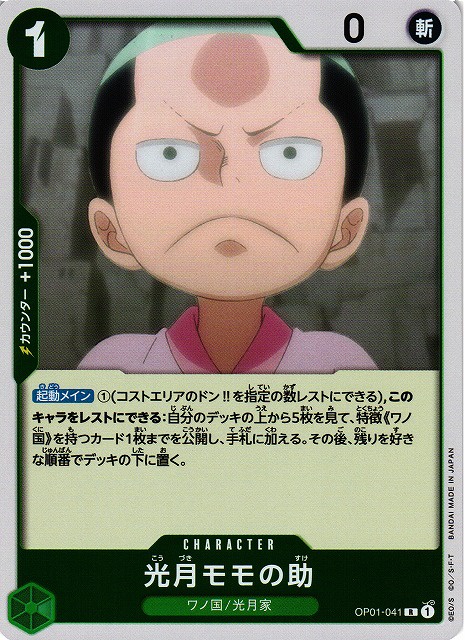 1
0
斬
カウンター +1000
起動メイン ①(コストエリアのドン!!を指定の数レストにできる),この
キャラをレストにできる:自分のデッキの上から5枚を見て、特徴《ワノ
国》を持つカード1枚までを公開し、手札に加える。その後、残りを好き
な順番でデッキの下に置く。
CHARACTER
光月モモの助
ワノ国/光月家
OP01-041 R 1
©E.O/S ©O/S·F·T BANDAI MADE IN JAPAN